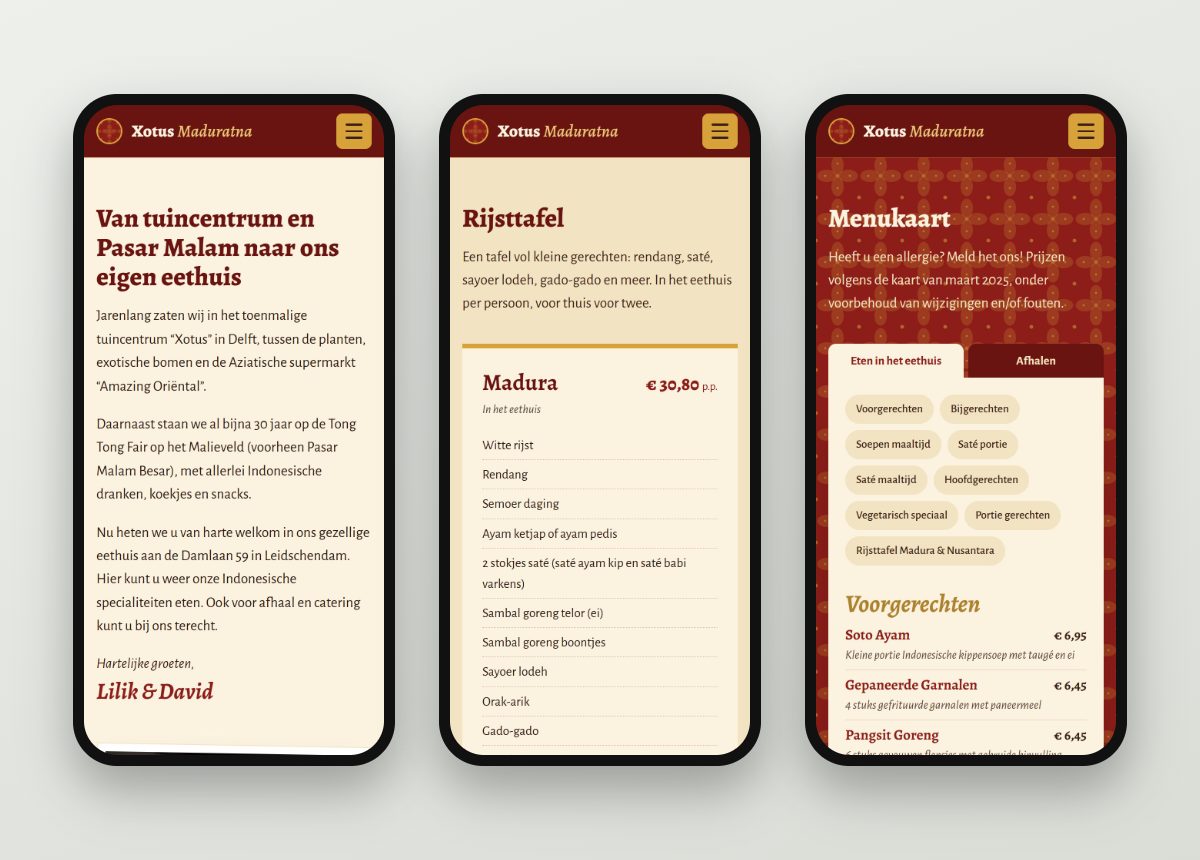 Xotus Maduratna
Van tuincentrum en
Pasar Malam naar ons
eigen eethuis
Jarenlang zaten wij in het toenmalige
tuincentrum “Xotus” in Delft, tussen de planten,
exotische bomen en de Aziatische supermarkt
“Amazing Oriëntal”.
Daarnaast staan we al bijna 30 jaar op de Tong
Tong Fair op het Malieveld (voorheen Pasar
Malam Besar), met allerlei Indonesische
dranken, koekjes en snacks.
Nu heten we u van harte welkom in ons gezellige
eethuis aan de Damlaan 59 in Leidschendam.
Hier kunt u weer onze Indonesische
specialiteiten eten. Ook voor afhaal en catering
kunt u bij ons terecht.
Hartelijke groeten,
Lilik & David
Xotus Maduratna
Rijsttafel
Een tafel vol kleine gerechten: rendang, saté,
sayoer lodeh, gado-gado en meer. In het eethuis
per persoon, voor thuis voor twee.
Madura € 30,80 p.p.
In het eethuis
Witte rijst
Rendang
Semoer daging
Ayam ketjap of ayam pedis
2 stokjes saté (saté ayam kip en saté babi
varkens)
Sambal goreng telor (ei)
Sambal goreng boontjes
Sayoer lodeh
Orak-arik
Gado-gado
Xotus Maduratna
Menukaart
Heeft u een allergie? Meld het ons! Prijzen
volgens de kaart van maart 2025, onder
voorbehoud van wijzigingen en/of fouten.
Eten in het eethuis Afhalen
Voorgerechten Bijgerechten
Soepen maaltijd Saté portie
Saté maaltijd Hoofdgerechten
Vegetarisch speciaal Portie gerechten
Rijsttafel Madura & Nusantara
Voorgerechten
Soto Ayam € 6,95
Kleine portie Indonesische kippensoep met taugé en ei
Gepaneerde Garnalen € 6,45
4 stuks gefrituurde garnalen met paneermeel
Pangsit Goreng € 6,45